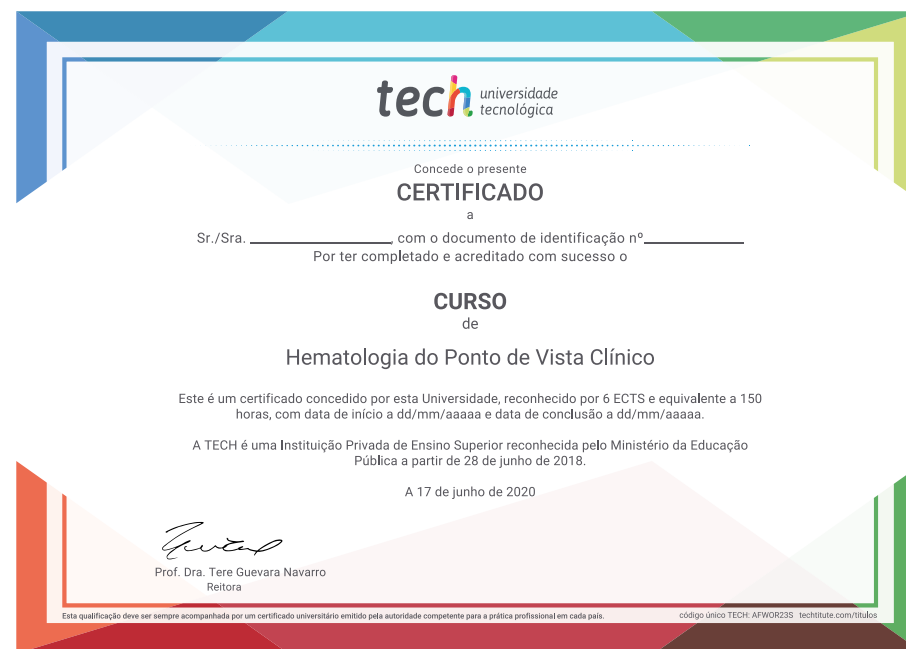 tech universidade
tecnológica
Concede o presente
CERTIFICADO
a
Sr./Sra. ________________, com o documento de identificação nº____________
Por ter completado e acreditado com sucesso o
CURSO
de
Hematologia do Ponto de Vista Clínico
Este é um certificado concedido por esta Universidade, reconhecido por 6 ECTS e equivalente a 150
horas, com data de início a dd/mm/aaaaa e data de conclusão a dd/mm/aaaaa.
A TECH é uma Instituição Privada de Ensino Superior reconhecida pelo Ministério da Educação
Pública a partir de 28 de junho de 2018.
A 17 de junho de 2020
Prof. Dra. Tere Guevara Navarro
Reitora
Esta qualificação deve ser sempre acompanhada por um certificado universitário emitido pela autoridade competente para a prática profissional em cada país.
código único TECH: AFWOR23S techtitute.com/titulos